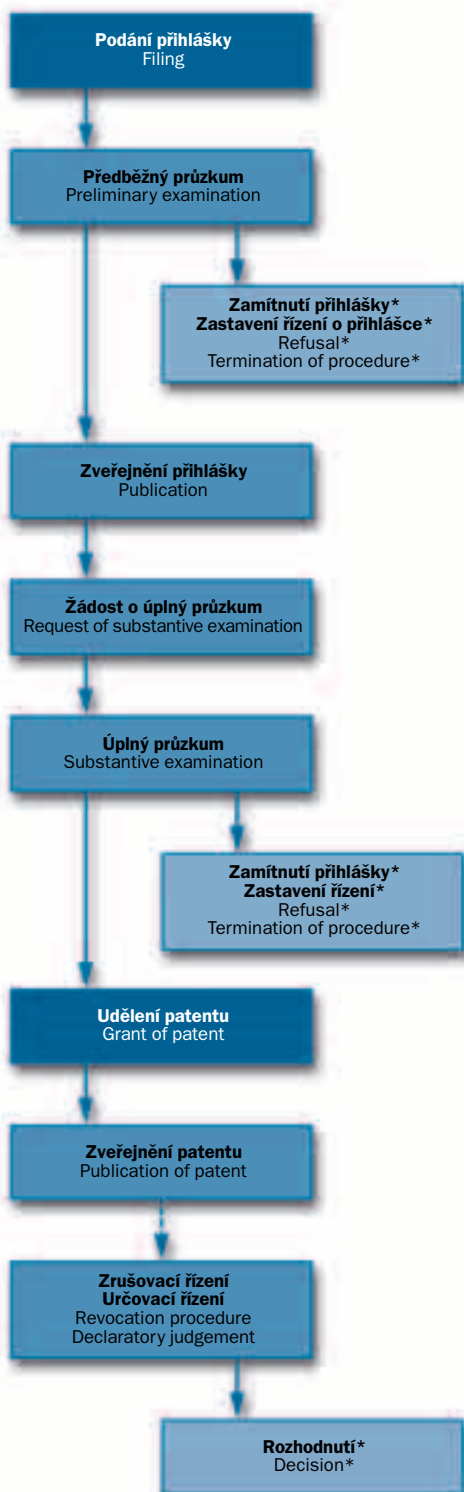 Podání přihlášky
Filing
Předběžný průzkum
Preliminary examination
Zamítnutí přihlášky*
Zastavení řízení o přihlášce*
Refusal*
Termination of procedure*
Zveřejnění přihlášky
Publication
Žádost o úplný průzkum
Request of substantive examination
Úplný průzkum
Substantive examination
Zamítnutí přihlášky*
Zastavení řízení*
Refusal*
Termination of procedure*
Udělení patentu
Grant of patent
Zveřejnění patentu
Publication of patent
Zrušovací řízení
Určovací řízení
Revocation procedure
Declaratory judgement
Rozhodnutí*
Decision*